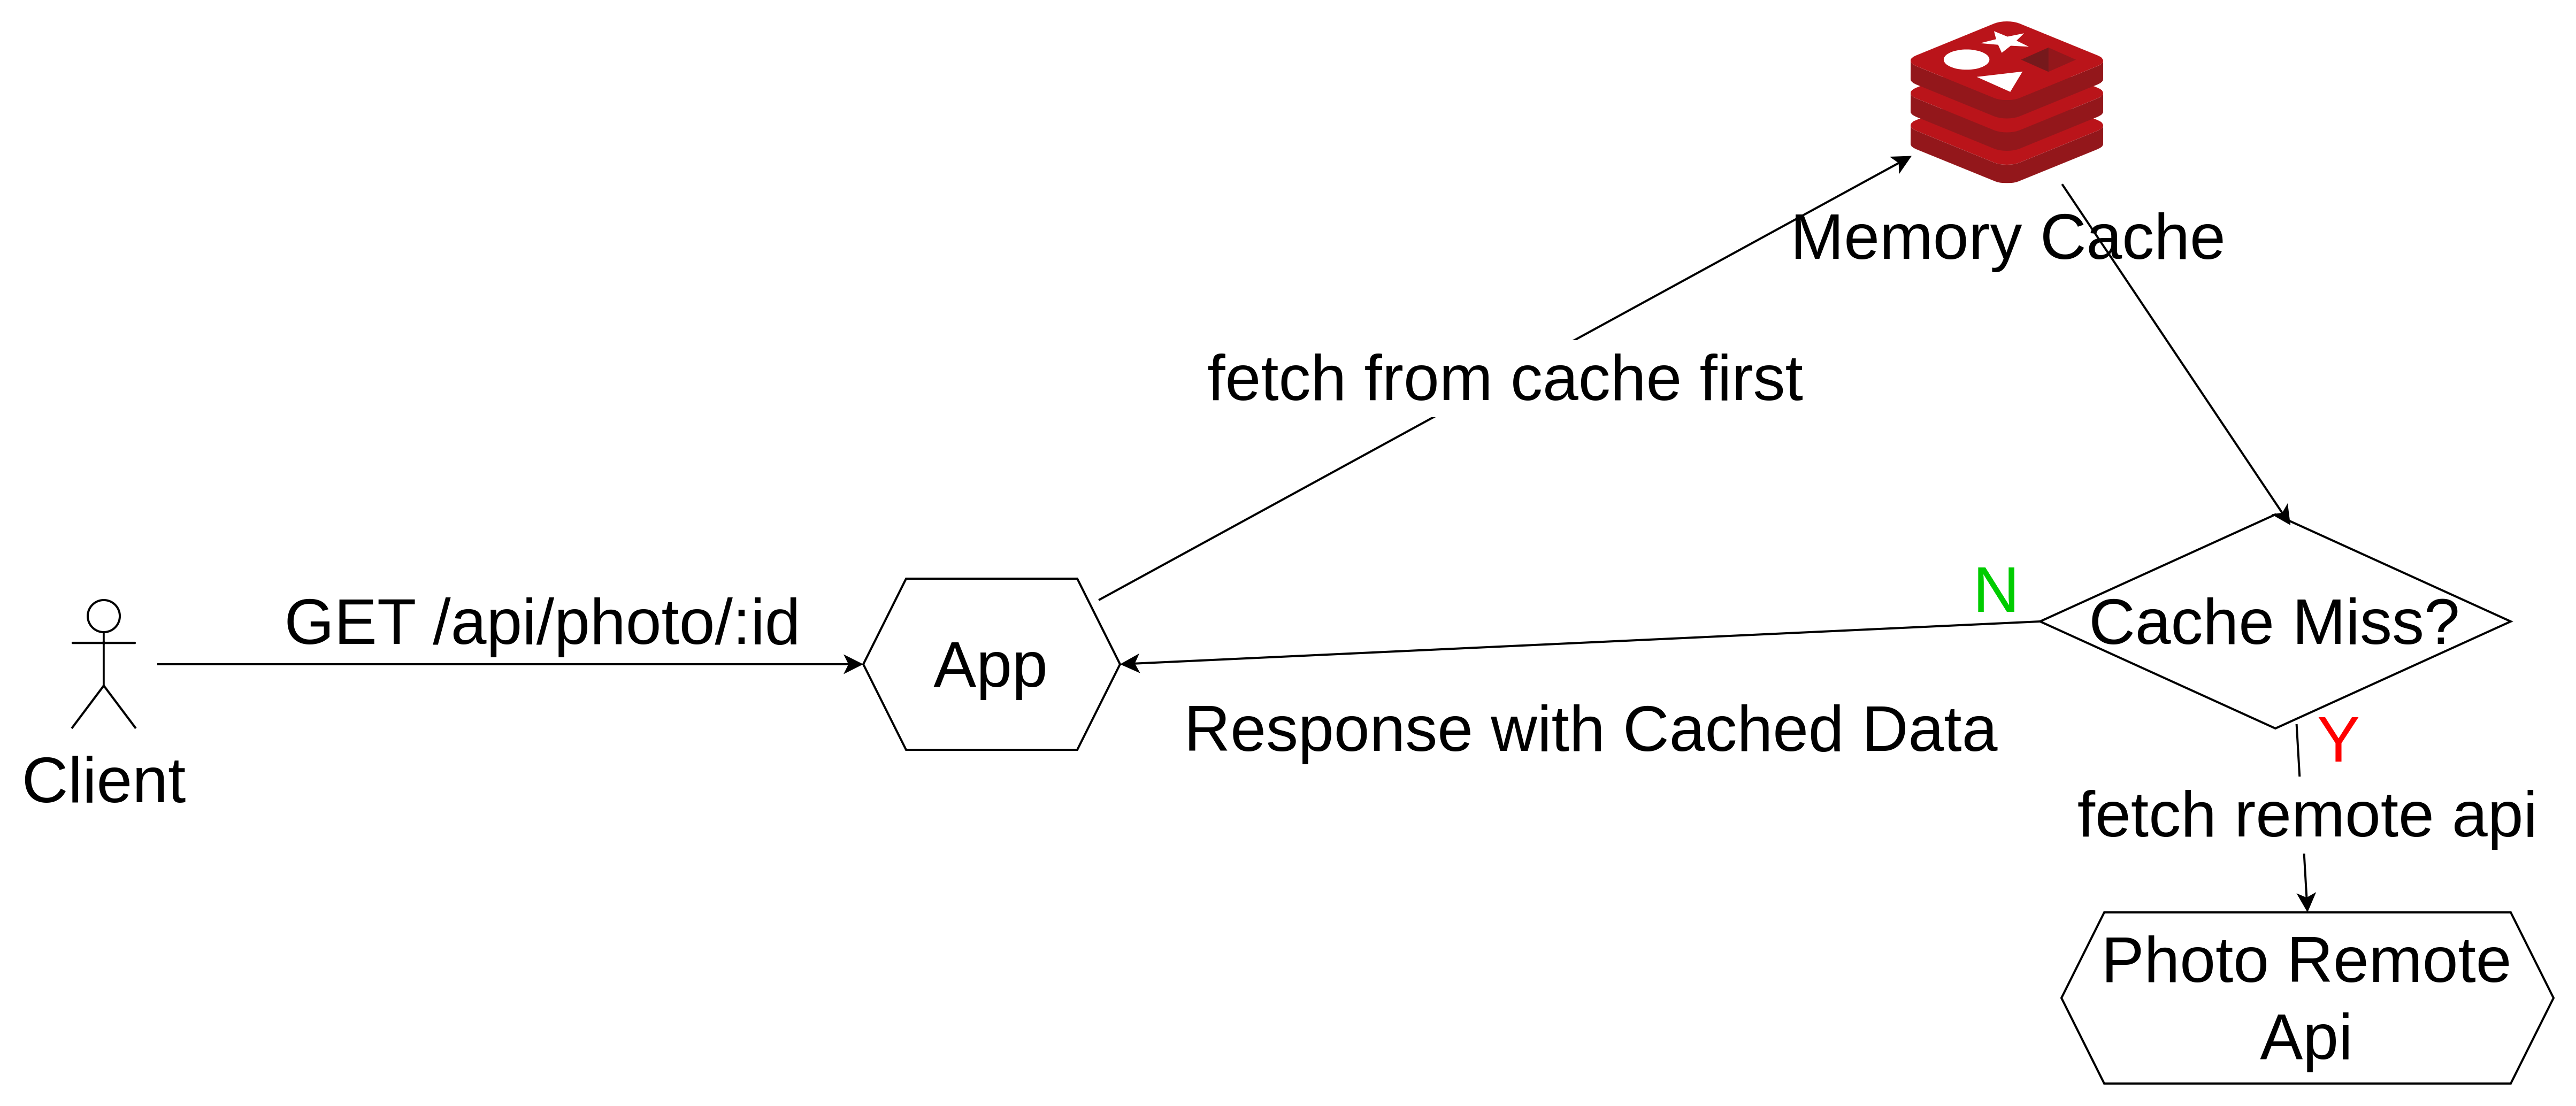 Memory Cache
fetch from cache first
GET /api/photo/:id
N
Cache Miss?
App
Response with Cached Data
Y
Client
fetch remote api
Photo Remote
Api